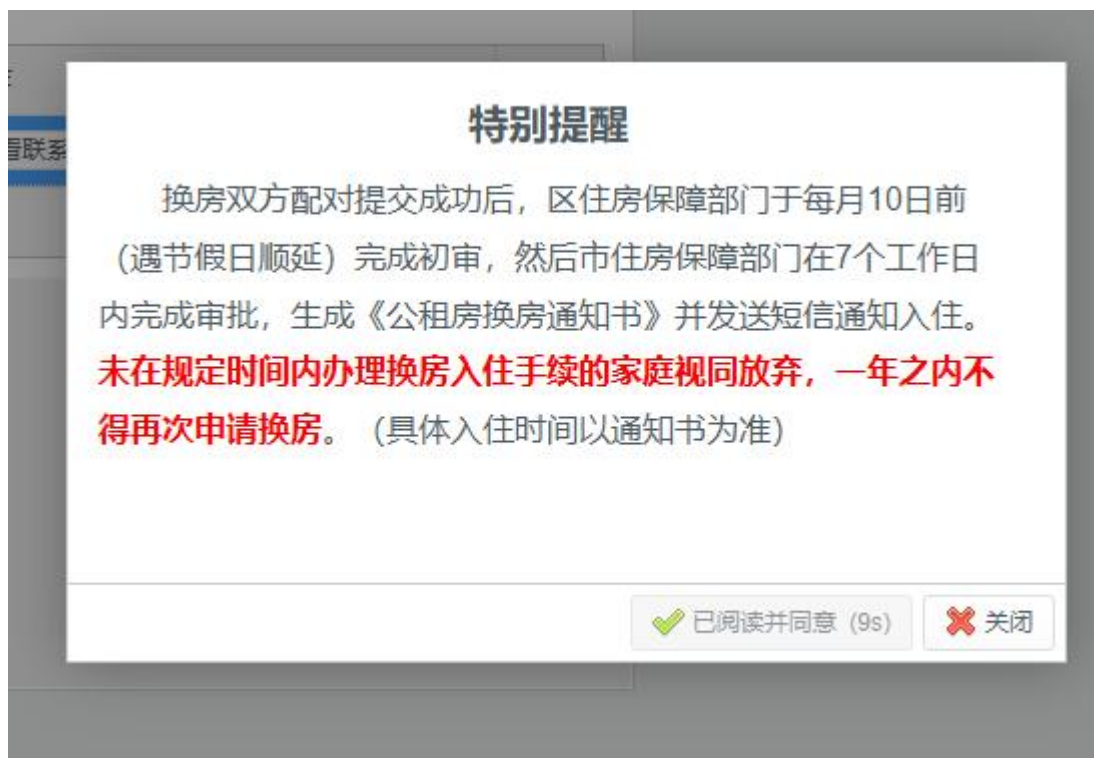 特别提醒
看联系
换房双方配对提交成功后，区住房保障部门于每月10日前
（遇节假日顺延）完成初审，然后市住房保障部门在7个工作日
内完成审批，生成《公租房换房通知书》并发送短信通知入住。
未在规定时间内办理换房入住手续的家庭视同放弃，一年之内不
得再次申请换房。（具体入住时间以通知书为准）
已阅读并同意 (9s)
关闭